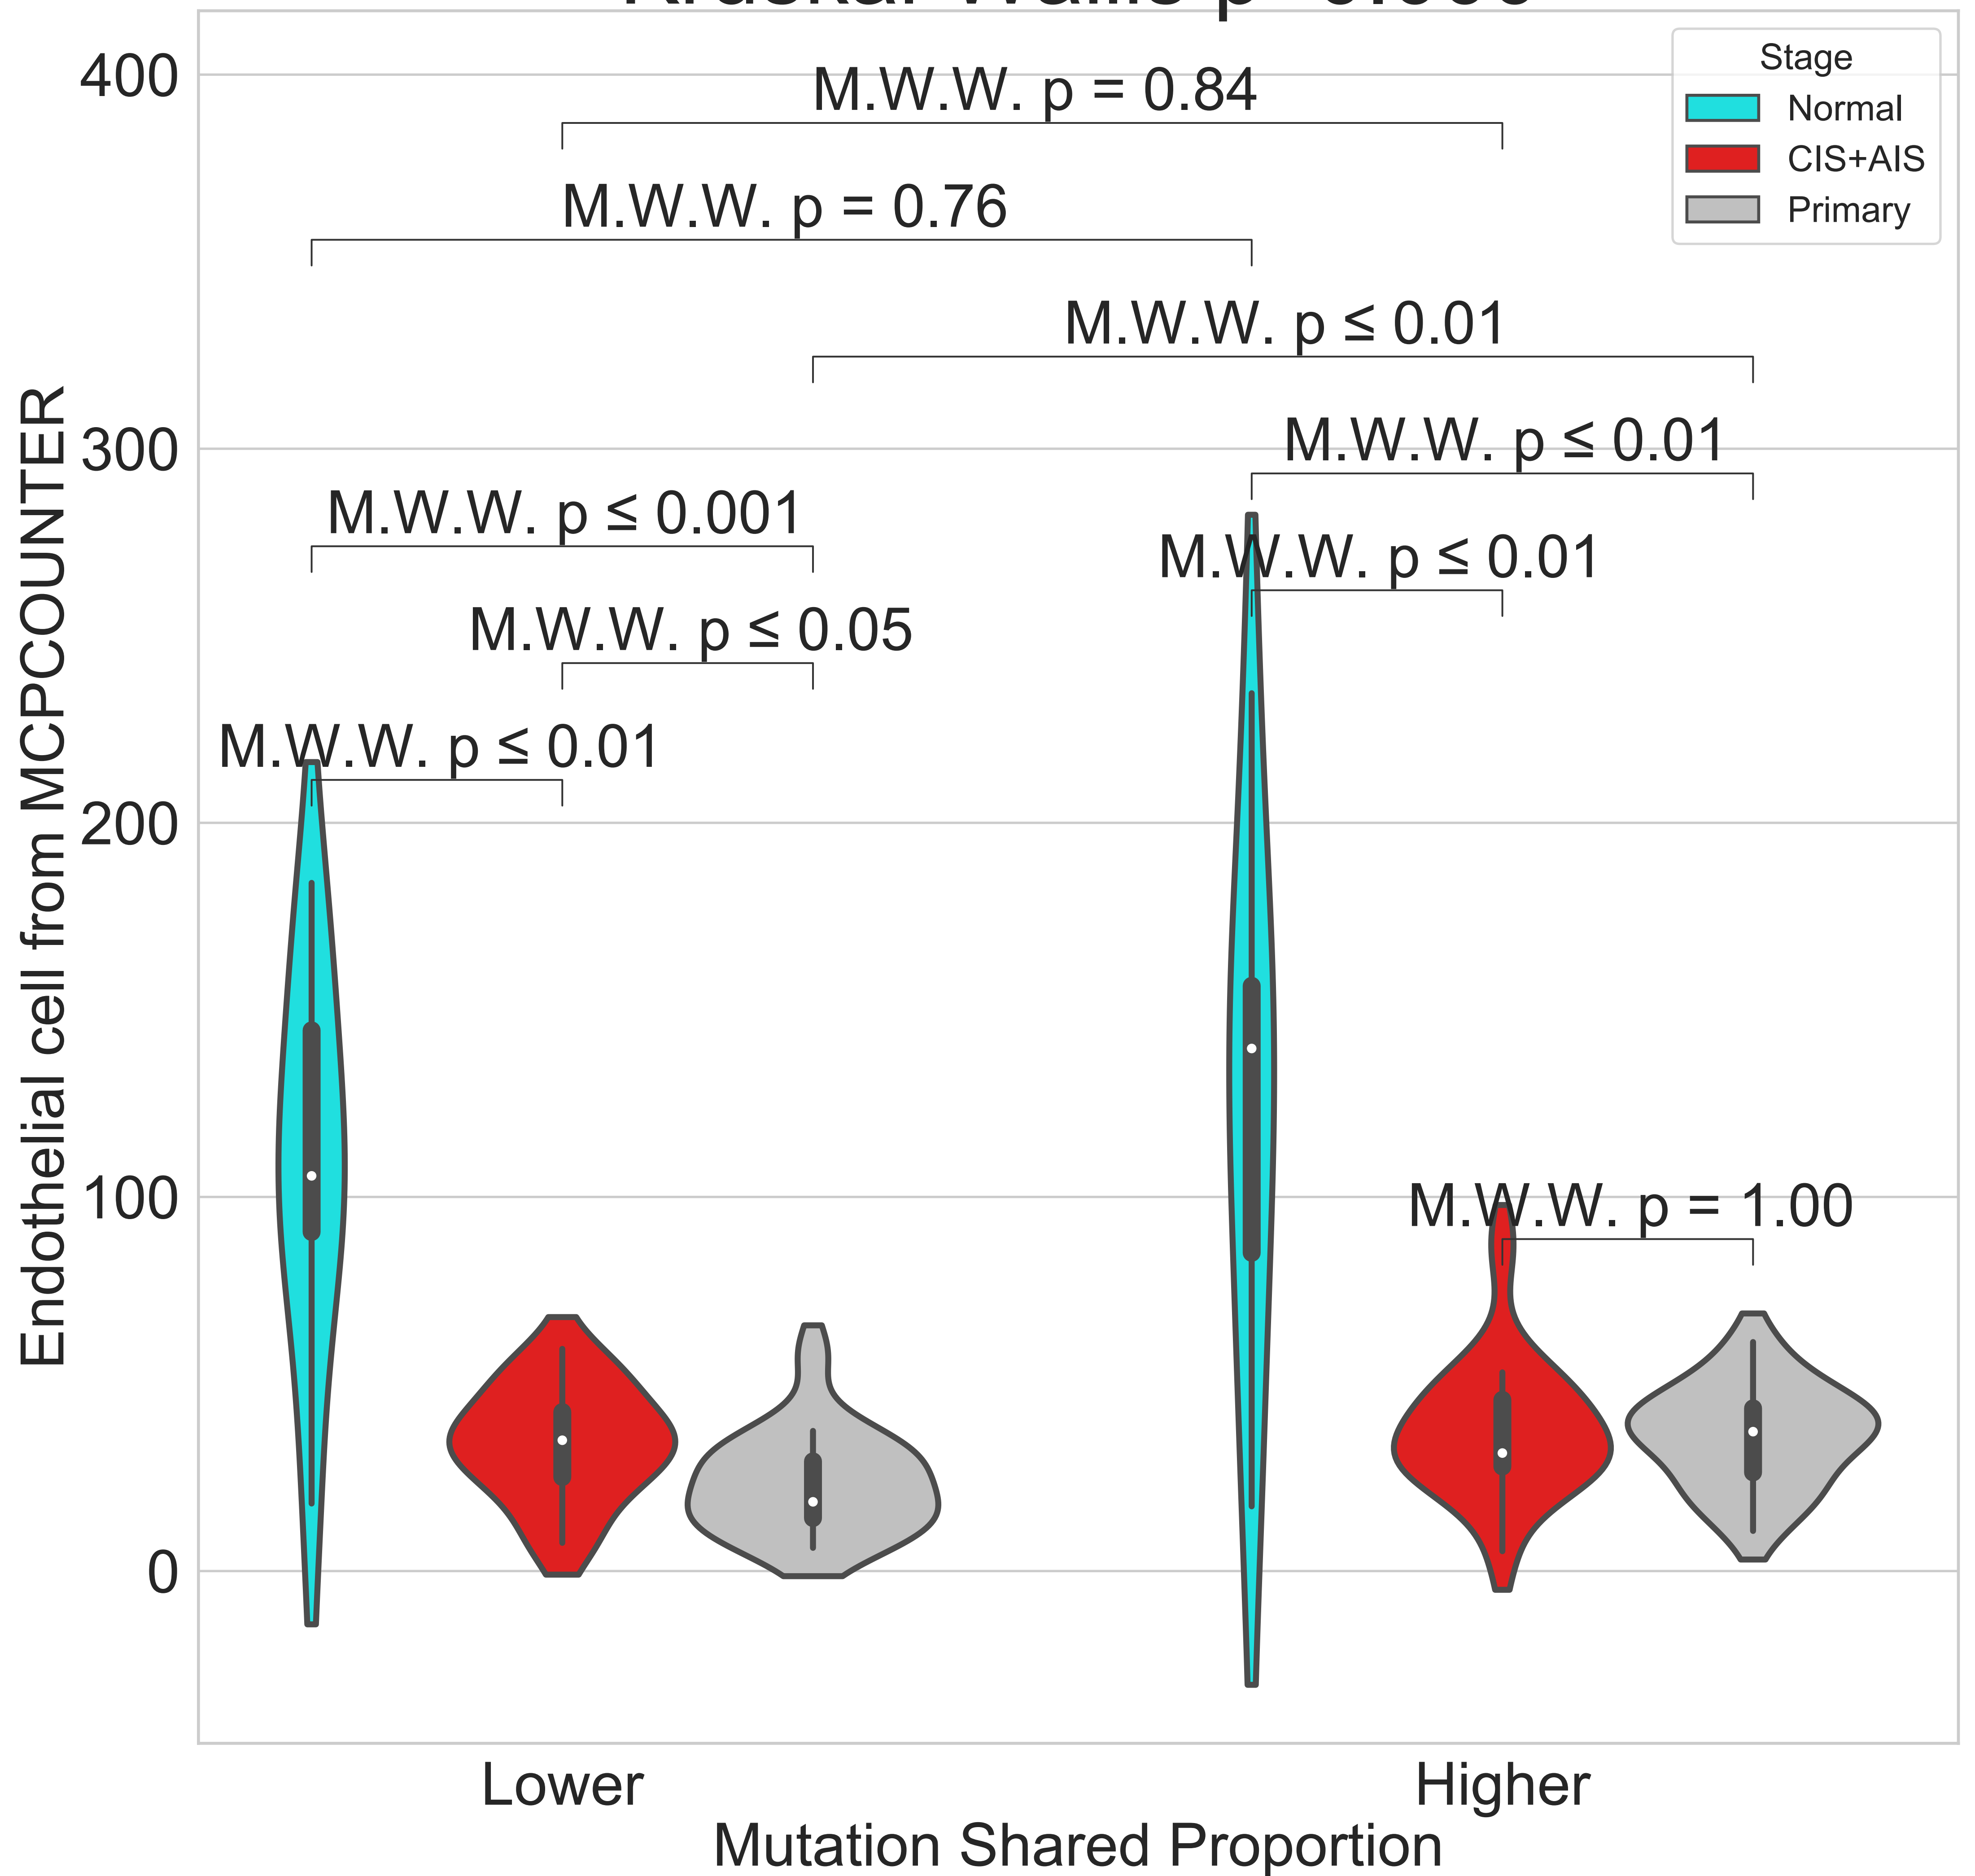 400
M.W.W. p = 0.84
Stage
Normal
CIS+AIS
Primary
M.W.W. p = 0.76
M.W.W. p ≤ 0.01
300
M.W.W. p ≤ 0.01
M.W.W. p ≤ 0.001
M.W.W. p ≤ 0.01
M.W.W. p ≤ 0.05
M.W.W. p ≤ 0.01
200
100
M.W.W. p = 1.00
0
Endothelial cell from MCPCOUNTER
Lower
Higher
Mutation Shared Proportion